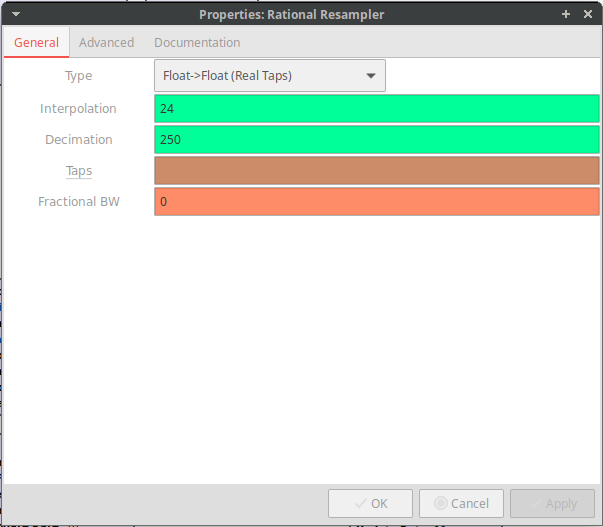 Properties: Rational Resampler
General Advanced Documentation
Type Float->Float (Real Taps)
Interpolation 24
Decimation 250
Taps
Fractional BW 0
OK Cancel Apply